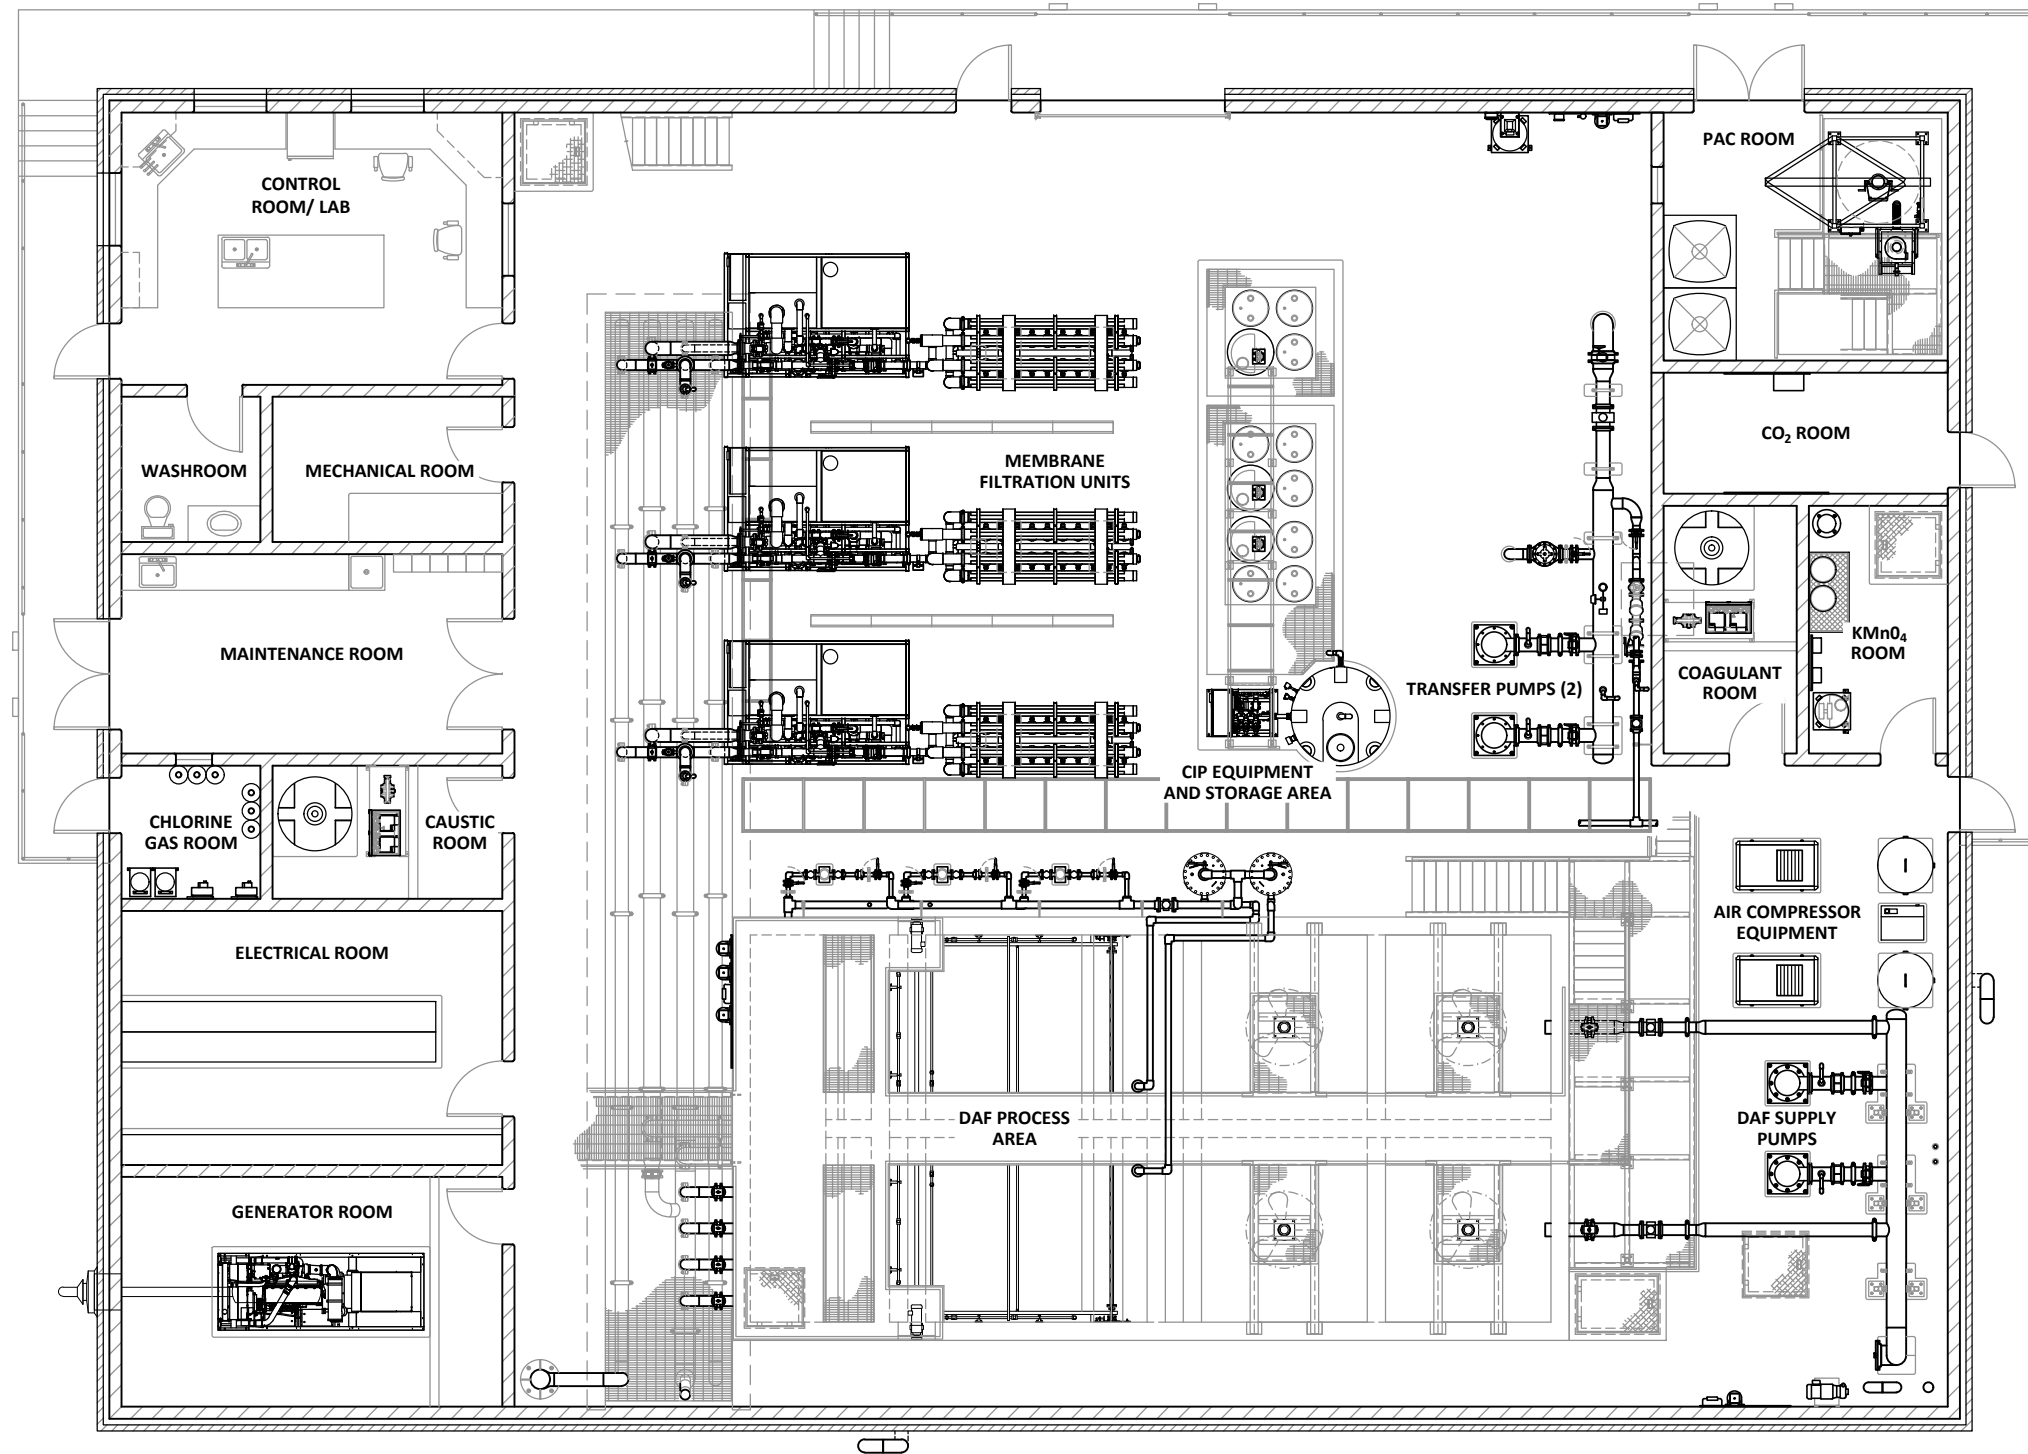 PAC ROOM
CONTROL
ROOM/ LAB
CO₂ ROOM
WASHROOM
MECHANICAL ROOM
MEMBRANE
FILTRATION UNITS
MAINTENANCE ROOM
KMn0₄
ROOM
COAGULANT
ROOM
TRANSFER PUMPS (2)
CIP EQUIPMENT
AND STORAGE AREA
CHLORINE
GAS ROOM
CAUSTIC
ROOM
AIR COMPRESSOR
EQUIPMENT
ELECTRICAL ROOM
DAF PROCESS
AREA
DAF SUPPLY
PUMPS
GENERATOR ROOM